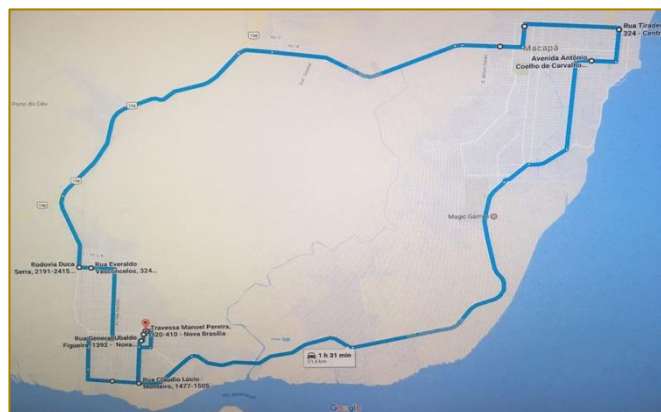 Rua Tirade
324 - Centr
Macapá
Avenida Antônio
Coelho de Carvalho...
Magic Games
Rodovia Duca
Serra, 2191-2415...
Rua Everaldo
Vasconcelos, 324...
Travessa Manoel Pereira,
320-410 - Nova Brasília
Rua General Ubaldo
Figueira, 1392 - Nova...
1 h 31 min
Rua Cláudio Lúcio
Monteiro, 1477-1505
Google